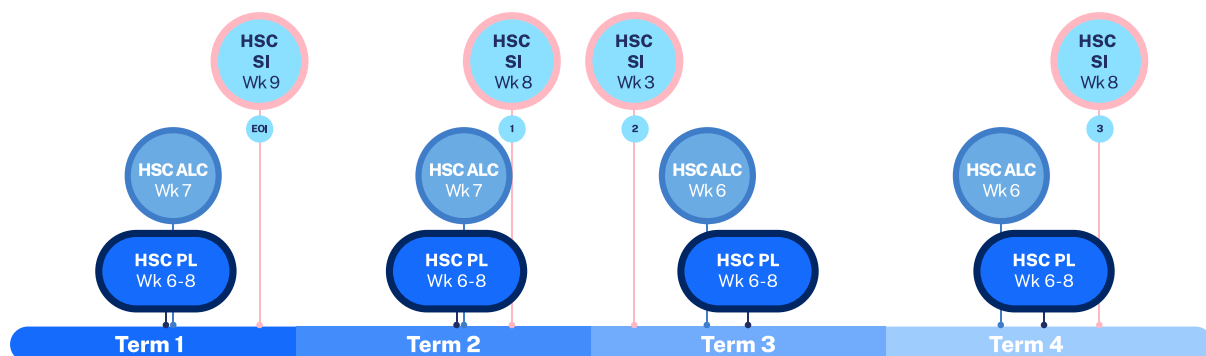 HSC
SI
Wk 9
HSC
SI
Wk 8
HSC
SI
Wk 3
HSC
SI
Wk 8
EOI
1
2
3
HSC ALC
Wk 7
HSC ALC
Wk 7
HSC ALC
Wk 6
HSC ALC
Wk 6
HSC PL
Wk 6-8
HSC PL
Wk 6-8
HSC PL
Wk 6-8
HSC PL
Wk 6-8
Term 1
Term 2
Term 3
Term 4